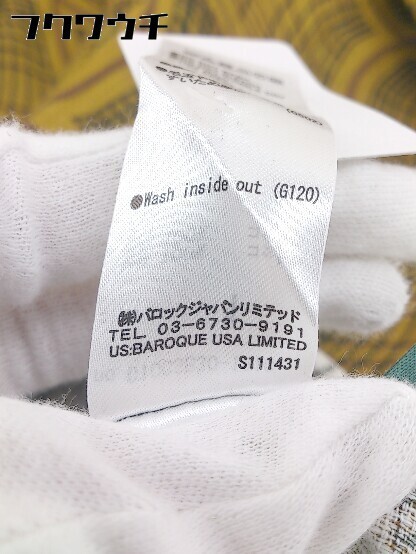 フクワウチ
●Wash inside out (G120)
㈱バロックジャパンリミテッド
TEL 03-6730-9191
US:BAROQUE USA LIMITED
S111431